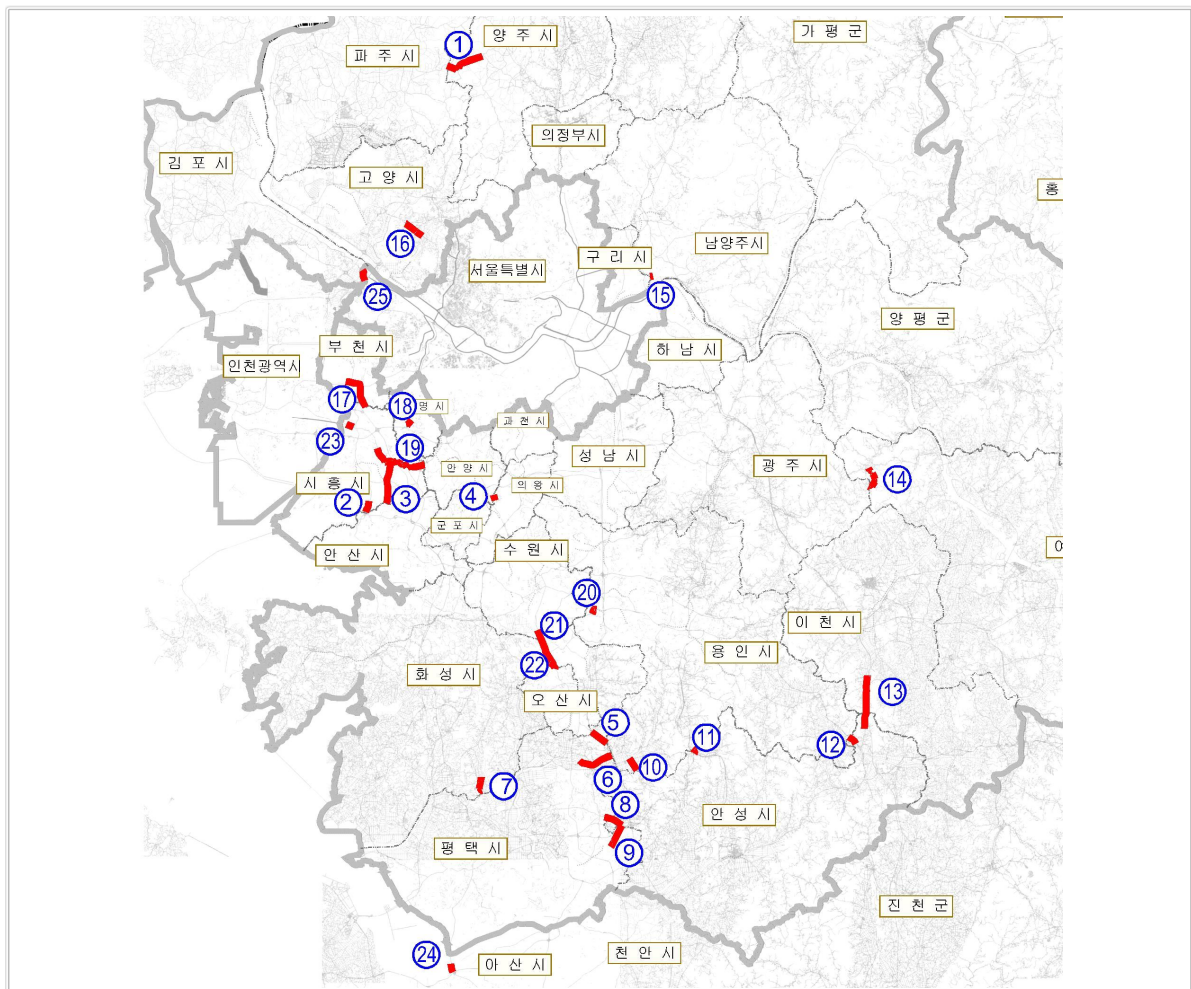 가 평 군
양 주 시
① 
파 주 시
의정부시
김 포 시
고 양 시
홍
⑯
남양주시
구 리 시
서울특별시
㉕
⑮
양 평 군
부 천 시
하 남 시
인천광역시
⑰
⑱
명 시
과 천 시
㉓
⑲
성 남 시
안 양 시
광 주 시
⑭
시 흥 시
의 왕 시
②
③
④
군 포 시
안 산 시
수 원 시
⑳
㉑
이 천 시
용 인 시
㉒
화 성 시
⑬
오 산 시
⑤
⑪
⑫
⑥
⑩
⑦
⑧
안 성 시
평 택 시
⑨
진 천 군
㉔
천 안 시
아 산 시